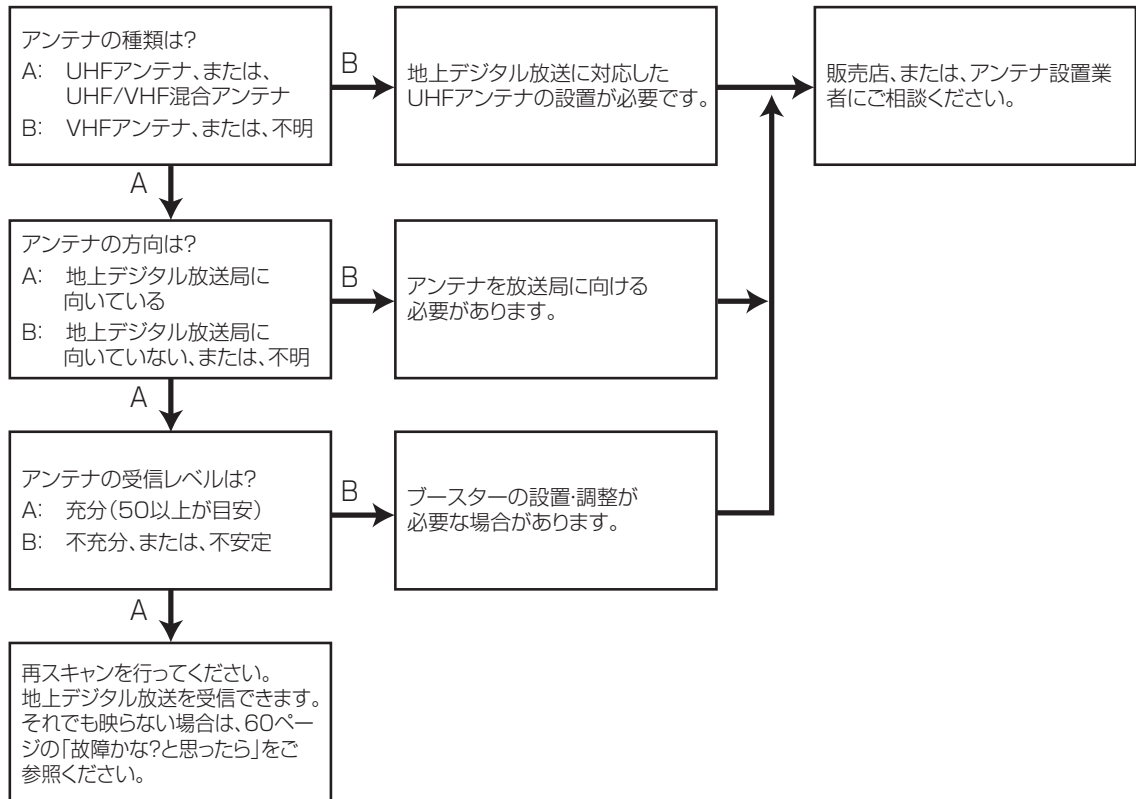 アンテナの種類は?
A: UHFアンテナ、または、
UHF/VHF混合アンテナ
B: VHFアンテナ、または、不明
B
地上デジタル放送に対応した
UHFアンテナの設置が必要です。
販売店、または、アンテナ設置業
者にご相談ください。
A
アンテナの方向は?
A: 地上デジタル放送局に
向いている
B: 地上デジタル放送局に
向いていない、または、不明
B
アンテナを放送局に向ける
必要があります。
A
アンテナの受信レベルは?
A: 充分(50以上が目安)
B: 不充分、または、不安定
B
ブースターの設置・調整が
必要な場合があります。
A
再スキャンを行ってください。
地上デジタル放送を受信できます。
それでも映らない場合は、60ペー
ジの「故障かな?と思ったら」をご
参照ください。